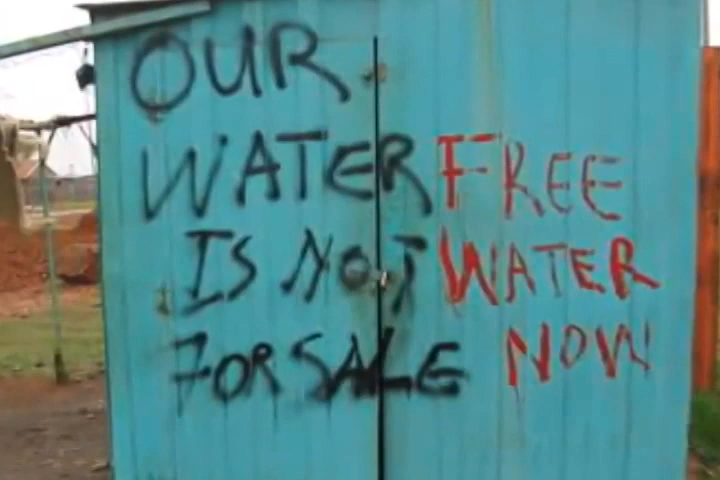 OUR
WATER
IS NOT
FOR SALE
FREE
WATER
NOW